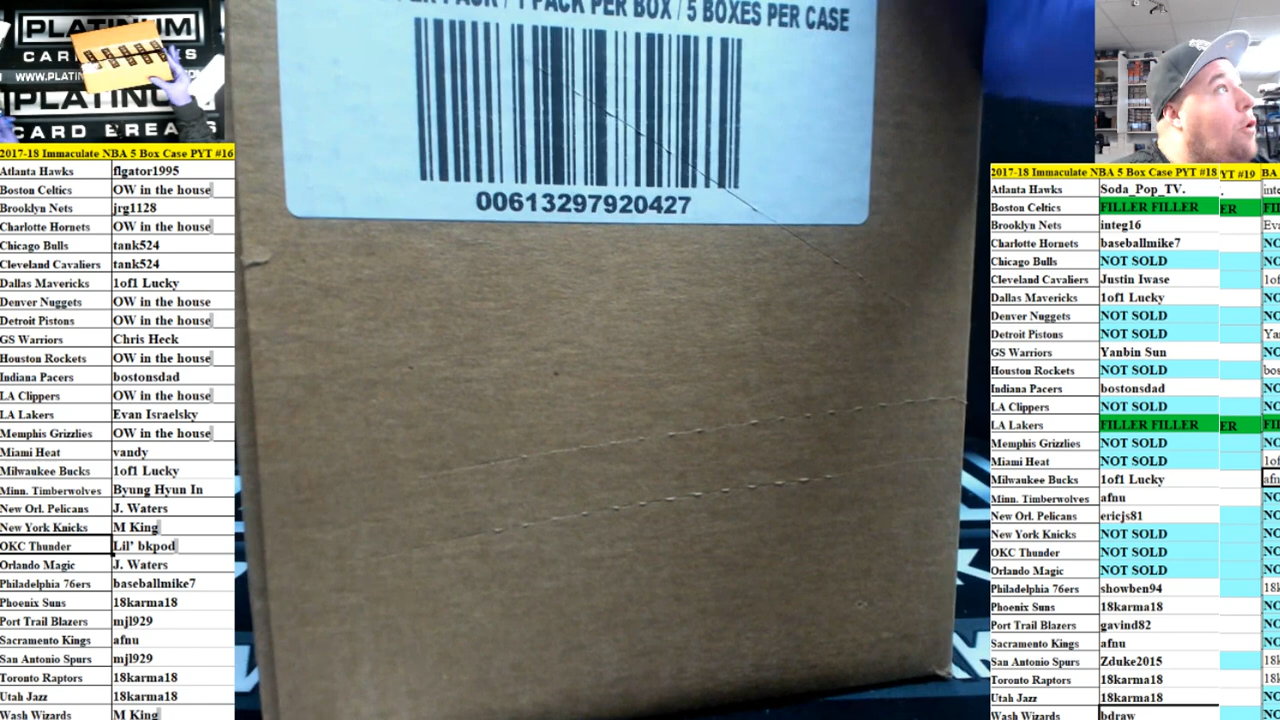 PLATINUM
CARD BREAKS
WWW.PLATIN
PLATINUM
CARD BREAKS
PACK / 1 PACK PER BOX / 5 BOXES PER CASE
00613297920427
2017-18 Immaculate NBA 5 Box Case PYT #16
Atlanta Hawks flgator1995
Boston Celtics OW in the house
Brooklyn Nets jrg1128
Charlotte Hornets OW in the house
Chicago Bulls tank524
Cleveland Cavaliers tank524
Dallas Mavericks 1of1 Lucky
Denver Nuggets OW in the house
Detroit Pistons OW in the house
GS Warriors Chris Heck
Houston Rockets OW in the house
Indiana Pacers bostonsdad
LA Clippers OW in the house
LA Lakers Evan Israelsky
Memphis Grizzlies OW in the house
Miami Heat vandy
Milwaukee Bucks 1of1 Lucky
Minn. Timberwolves Byung Hyun In
New Orl. Pelicans J. Waters
New York Knicks M King
OKC Thunder Lil' bkpod
Orlando Magic J. Waters
Philadelphia 76ers baseballmike7
Phoenix Suns 18karma18
Port Trail Blazers mjl929
Sacramento Kings afnu
San Antonio Spurs mjl929
Toronto Raptors 18karma18
Utah Jazz 18karma18
Wash Wizards M King
2017-18 Immaculate NBA 5 Box Case PYT #18 YT #19 BA
Atlanta Hawks Soda_Pop_TV.
Boston Celtics FILLER FILLER ER
Brooklyn Nets integ16
Charlotte Hornets baseballmike7
Chicago Bulls NOT SOLD
Cleveland Cavaliers Justin Iwase
Dallas Mavericks 1of1 Lucky
Denver Nuggets NOT SOLD
Detroit Pistons NOT SOLD
GS Warriors Yanbin Sun
Houston Rockets NOT SOLD
Indiana Pacers bostonsdad
LA Clippers NOT SOLD
LA Lakers FILLER FILLER ER
Memphis Grizzlies NOT SOLD
Miami Heat NOT SOLD
Milwaukee Bucks 1of1 Lucky
Minn. Timberwolves afnu
New Orl. Pelicans ericjs81
New York Knicks NOT SOLD
OKC Thunder NOT SOLD
Orlando Magic NOT SOLD
Philadelphia 76ers showben94
Phoenix Suns 18karma18
Port Trail Blazers gavind82
Sacramento Kings afnu
San Antonio Spurs Zduke2015
Toronto Raptors 18karma18
Utah Jazz 18karma18
Wash Wizards bdraw